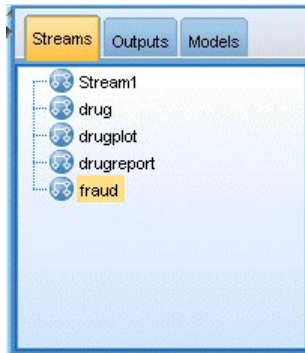 Streams Outputs Models
Stream1
drug
drugplot
drugreport
fraud